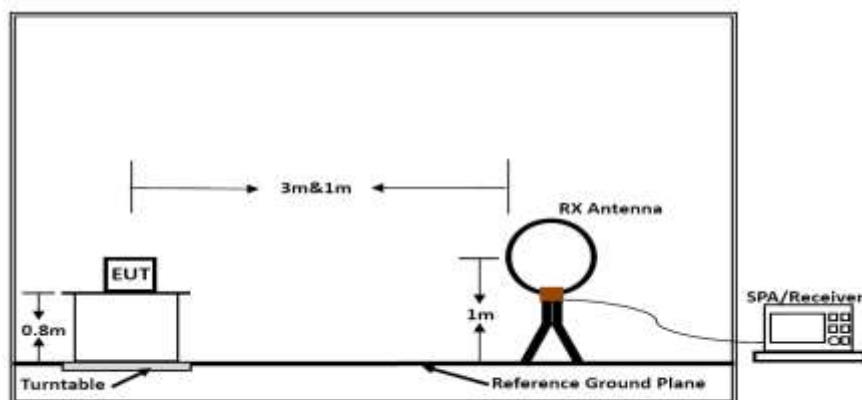 3m&1m
RX Antenna
EUT
SPA/Receiver
0.8m
1m
Turntable
Reference Ground Plane